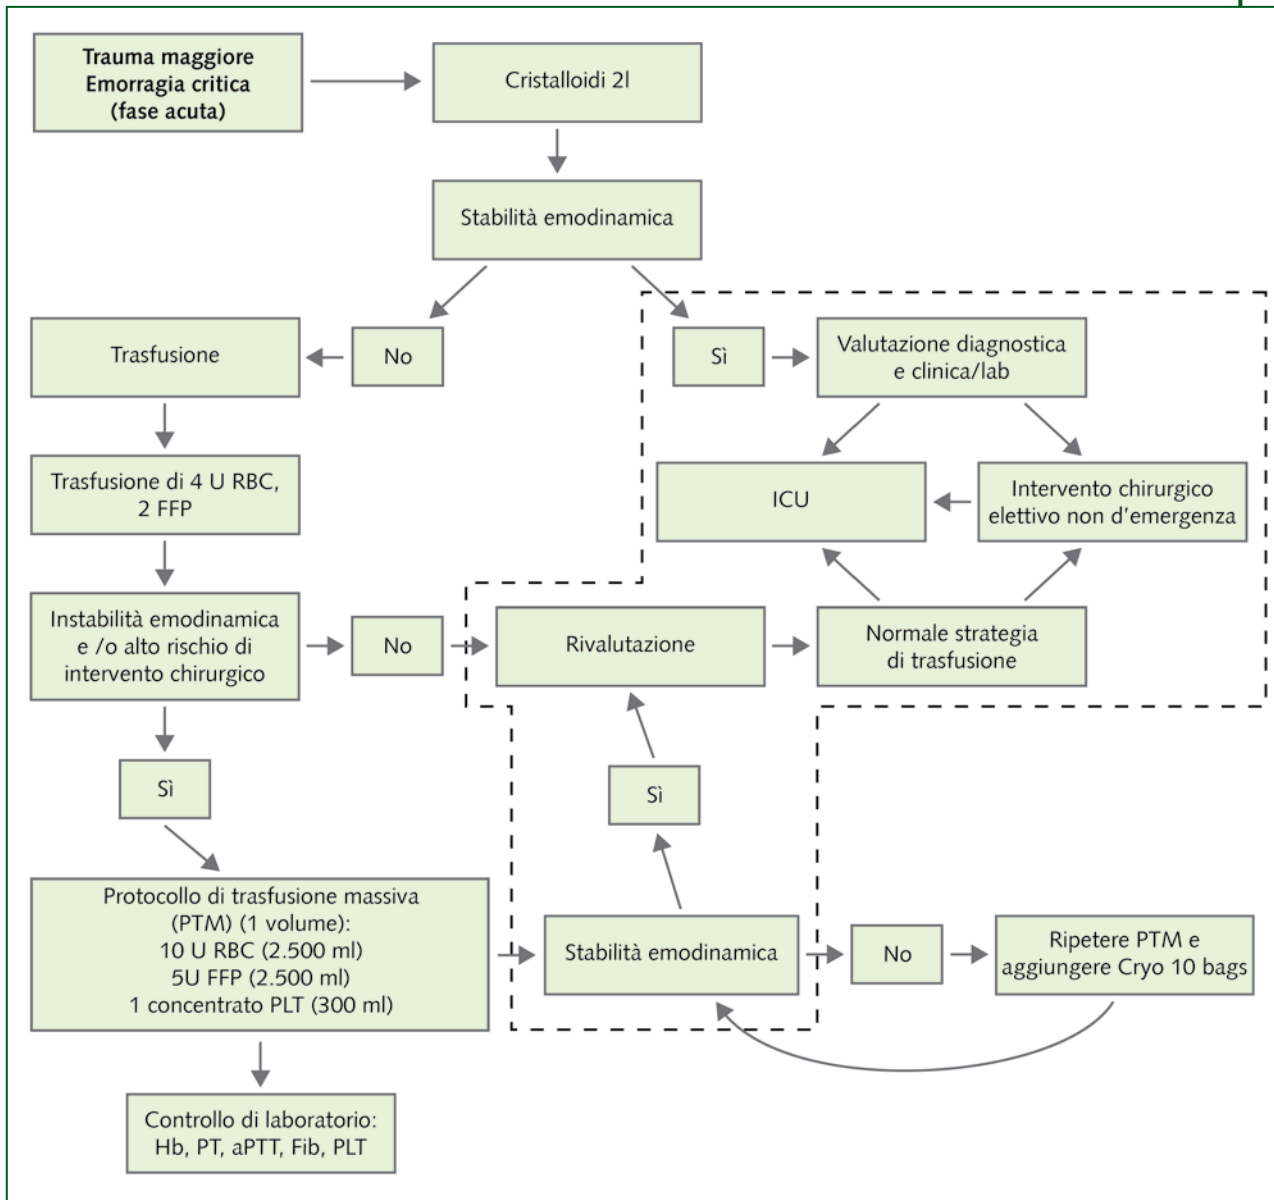 Trauma maggiore
Emorragia critica
(fase acuta)
Cristalloidi 2l
Stabilità emodinamica
Trasfusione
No
Sì
Valutazione diagnostica
e clinica/lab
Trasfusione di 4 U RBC,
2 FFP
ICU
Intervento chirurgico
elettivo non d'emergenza
Instabilità emodinamica
e /o alto rischio di
intervento chirurgico
No
Rivalutazione
Normale strategia
di trasfusione
Sì
Sì
Protocollo di trasfusione massiva
(PTM) (1 volume):
10 U RBC (2.500 ml)
5U FFP (2.500 ml)
1 concentrato PLT (300 ml)
Stabilità emodinamica
No
Ripetere PTM e
aggiungere Cryo 10 bags
Controllo di laboratorio:
Hb, PT, aPTT, Fib, PLT